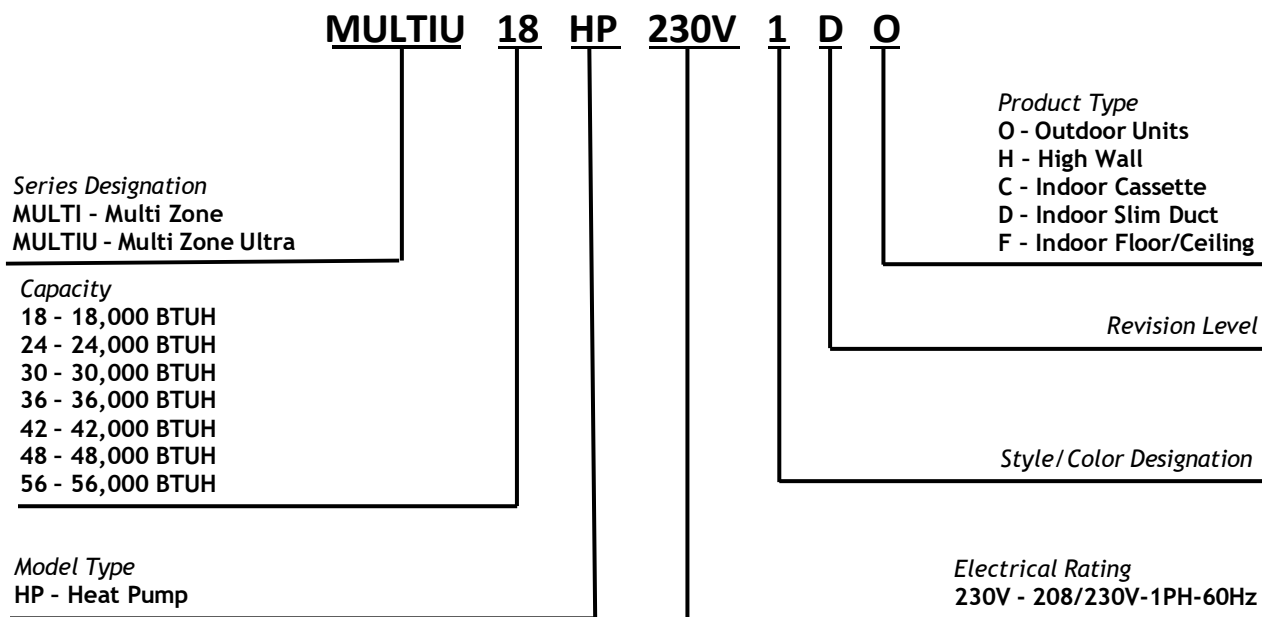 MULTIU 18 HP 230V 1 D O
Product Type
O – Outdoor Units
H – High Wall
C – Indoor Cassette
D – Indoor Slim Duct
F – Indoor Floor/Ceiling
Series Designation
MULTI – Multi Zone
MULTIU – Multi Zone Ultra
Capacity
18 – 18,000 BTUH
24 – 24,000 BTUH
30 – 30,000 BTUH
36 – 36,000 BTUH
42 – 42,000 BTUH
48 – 48,000 BTUH
56 – 56,000 BTUH
Revision Level
Style/Color Designation
Model Type
HP – Heat Pump
Electrical Rating
230V - 208/230V-1PH-60Hz